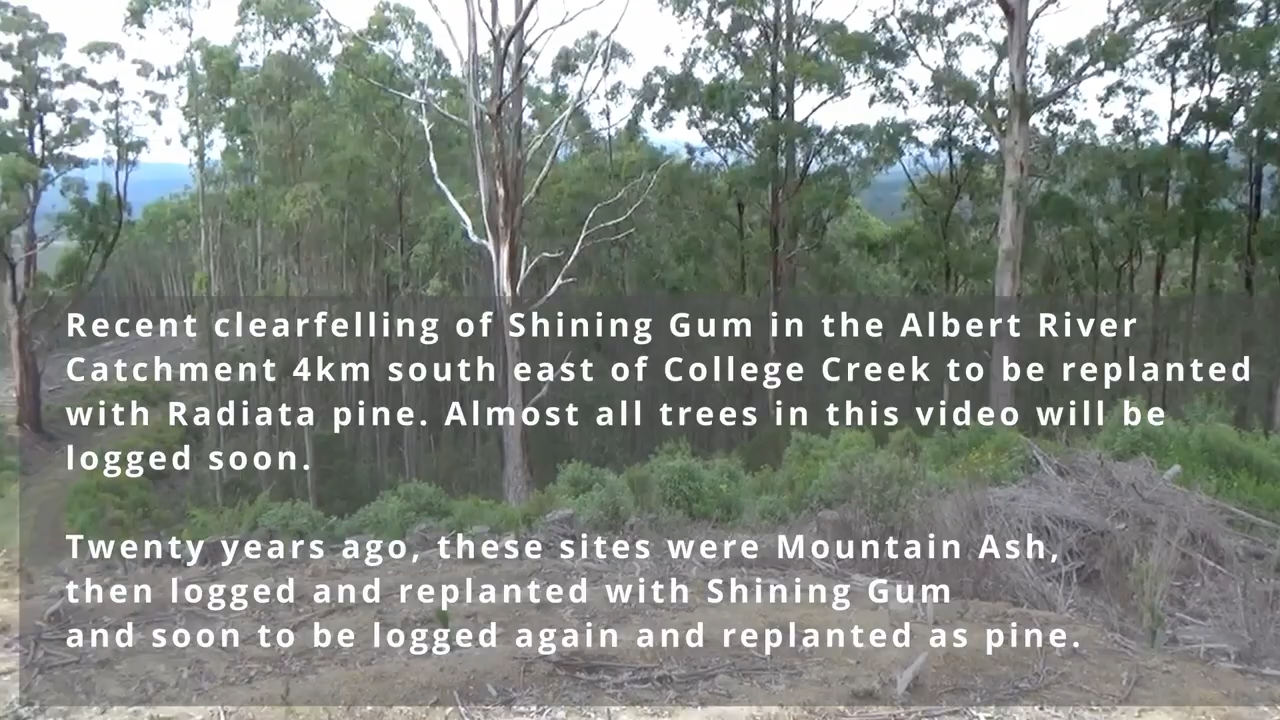 Recent clearfelling of Shining Gum in the Albert River
Catchment 4km south east of College Creek to be replanted
with Radiata pine. Almost all trees in this video will be
logged soon.
Twenty years ago, these sites were Mountain Ash,
then logged and replanted with Shining Gum
and soon to be logged again and replanted as pine.